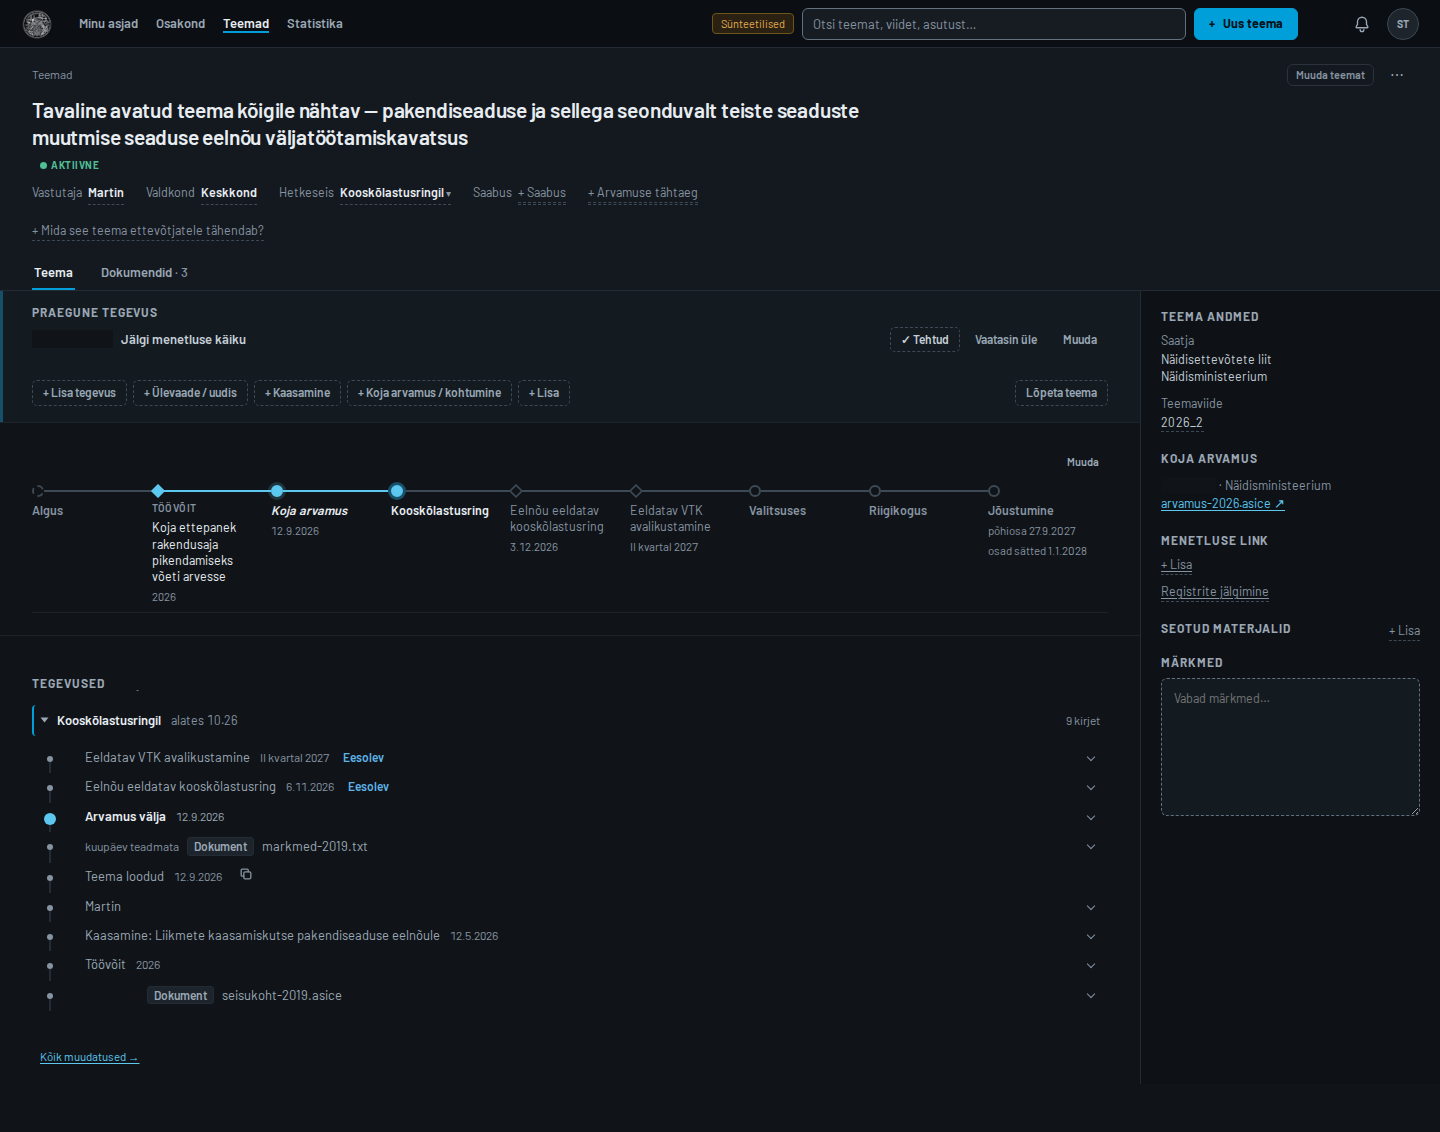 Minu asjad Osakond Teemad Statistika Sünteetilised Otsi teemat, viidet, asutust... + Uus teema ST
Teemad Muuda teemat ...
Tavaline avatud teema kõigile nähtav — pakendiseaduse ja sellega seonduvalt teiste seaduste
muutmise seaduse eelnõu väljatöötamiskavatsus
AKTIIVNE
Vastutaja Martin Valdkond Keskkond Hetkeseis Kooskõlastusringil ▾ Saabus + Saabus + Arvamuse tähtaeg
+ Mida see teema ettevõtjatele tähendab?
Teema Dokumendid · 3
PRAEGUNE TEGEVUS
Jälgi menetluse käiku ✓ Tehtud Vaatasin üle Muuda
+ Lisa tegevus + Ülevaade / uudis + Kaasamine + Koja arvamus / kohtumine + Lisa Lõpeta teema
Muuda
Algus
TÖÖVÕIT
Koja ettepanek
rakendusaja
pikendamiseks
võeti arvesse
2026
Koja arvamus
12.9.2026
Kooskõlastusring
Eelnõu eeldatav
kooskõlastusring
3.12.2026
Eeldatav VTK
avalikustamine
II kvartal 2027
Valitsuses
Riigikogus
Jõustumine
põhiosa 27.9.2027
osad sätted 1.1.2028
TEGEVUSED
Kooskõlastusringil alates 10.26 9 kirjet
Eeldatav VTK avalikustamine II kvartal 2027 Eesolev
Eelnõu eeldatav kooskõlastusring 6.11.2026 Eesolev
Arvamus välja 12.9.2026
kuupäev teadmata Dokument markmed-2019.txt
Teema loodud 12.9.2026
Martin
Kaasamine: Liikmete kaasamiskutse pakendiseaduse eelnõule 12.5.2026
Töövõit 2026
Dokument seisukoht-2019.asice
Kõik muudatused →
TEEMA ANDMED
Saatja
Näidisettevõtete liit
Näidisministeerium
Teemaviide
2026_2
KOJA ARVAMUS
· Näidisministeerium
arvamus-2026.asice ↗
MENETLUSE LINK
+ Lisa
Registrite jälgimine
SEOTUD MATERJALID + Lisa
MÄRKMED
Vabad märkmed...